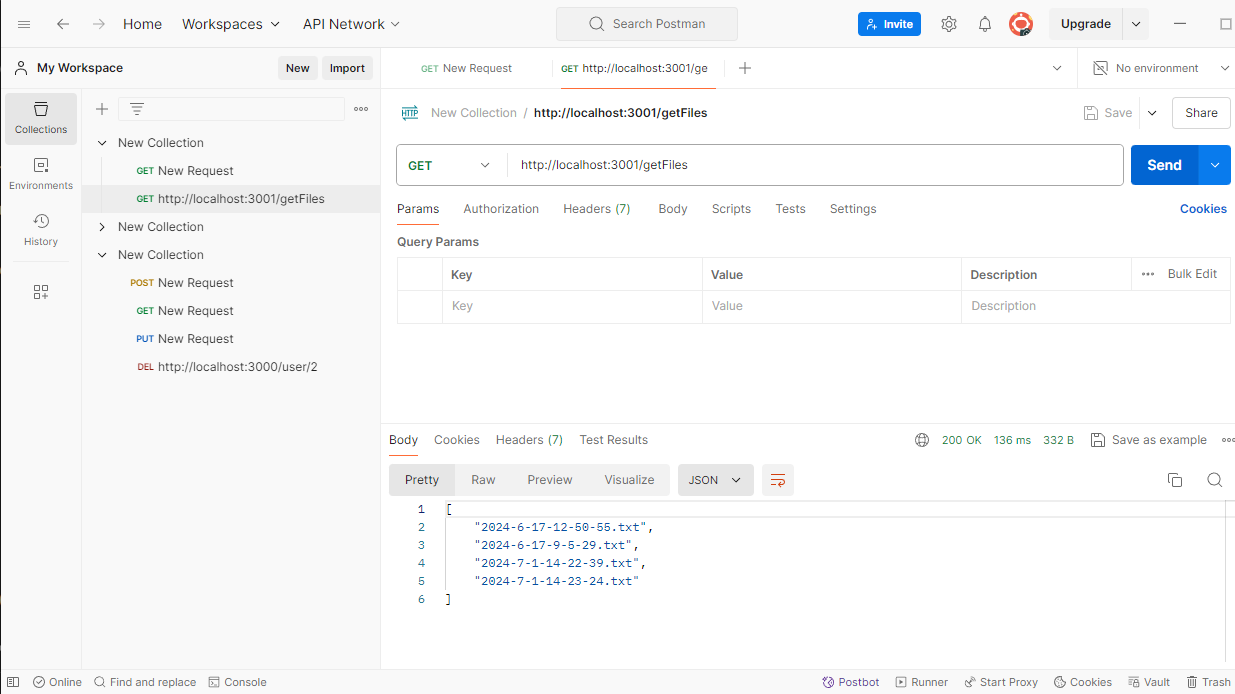 Home Workspaces API Network Search Postman Invite Upgrade
My Workspace New Import GET New Request GET http://localhost:3001/ge No environment
Collections
Environments
History
New Collection
GET New Request
GET http://localhost:3001/getFiles
New Collection
New Collection
POST New Request
GET New Request
PUT New Request
DEL http://localhost:3000/user/2
HTTP New Collection / http://localhost:3001/getFiles Save Share
GET http://localhost:3001/getFiles Send
Params Authorization Headers (7) Body Scripts Tests Settings Cookies
Query Params
Key Value Description Bulk Edit
Key Value Description
Body Cookies Headers (7) Test Results 200 OK 136 ms 332 B Save as example
Pretty Raw Preview Visualize JSON
1 [
2 "2024-6-17-12-50-55.txt",
3 "2024-6-17-9-5-29.txt",
4 "2024-7-1-14-22-39.txt",
5 "2024-7-1-14-23-24.txt"
6 ]
Online Find and replace Console Postbot Runner Start Proxy Cookies Vault Trash